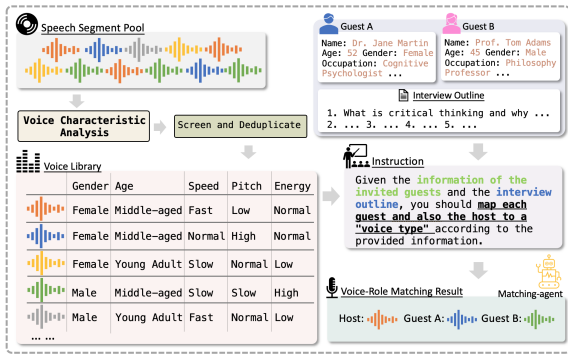 Speech Segment Pool
Voice Characteristic
Analysis
Screen and Deduplicate
Voice Library
Gender Age Speed Pitch Energy
Female Middle-aged Fast Low Normal
Female Middle-aged Normal High Normal
Female Young Adult Slow Normal Low
Male Middle-aged Slow Slow High
Male Young Adult Fast Normal Low
... ...
Guest A
Name: Dr. Jane Martin
Age: 52 Gender: Female
Occupation: Cognitive
Psychologist ...
Guest B
Name: Prof. Tom Adams
Age: 45 Gender: Male
Occupation: Philosophy
Professor ...
Interview Outline
1. What is critical thinking and why ...
2. ... 3. ... 4. ... 5. ...
Instruction
Given the information of the
invited guests and the interview
outline, you should map each
guest and also the host to a
"voice type" according to the
provided information.
Matching-agent
Voice-Role Matching Result
Host: Guest A: Guest B: